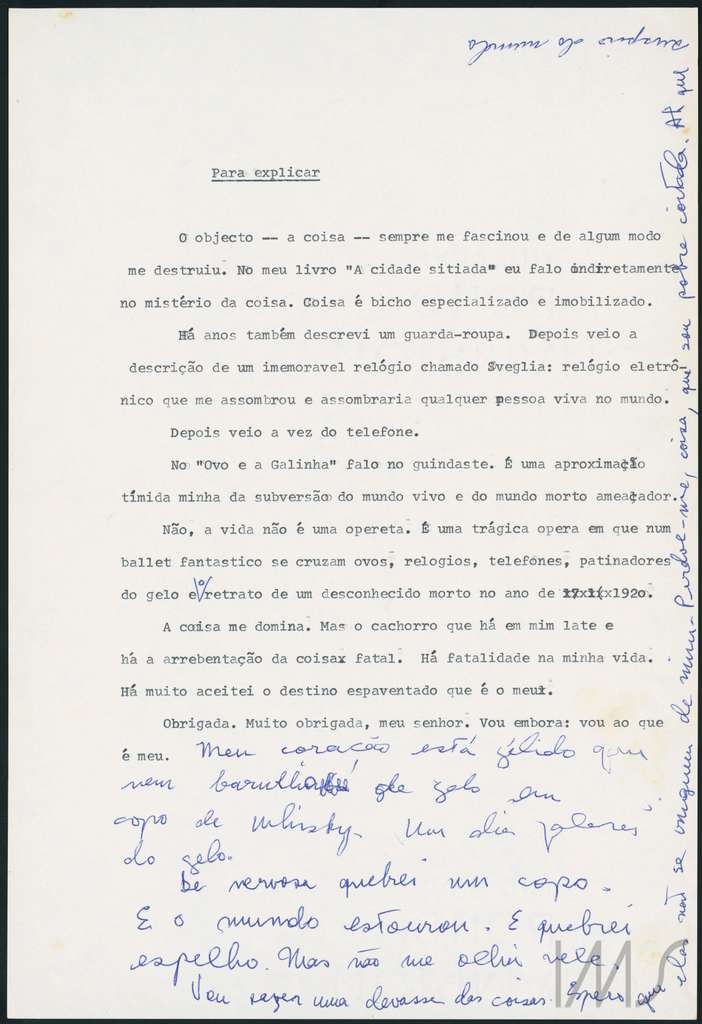 Para explicar
O objecto -- a coisa -- sempre me fascinou e de algum modo
me destruiu. No meu livro "A cidade sitiada" eu falo indiretamente
no mistério da coisa. Coisa é bicho especializado e imobilizado.
Há anos também descrevi um guarda-roupa. Depois veio a
descrição de um imemoravel relógio chamado Sveglia: relógio eletrô-
nico que me assombrou e assombraria qualquer pessoa viva no mundo.
Depois veio a vez do telefone.
No "Ovo e a Galinha" falo no guindaste. É uma aproximação
tímida minha da subversão do mundo vivo e do mundo morto ameaçador.
Não, a vida não é uma opereta. É uma trágica opera em que num
ballet fantastico se cruzam ovos, relogios, telefones, patinadores
do gelo e o retrato de um desconhecido morto no ano de 1920.
A coisa me domina. Mas o cachorro que há em mim late e
há a arrebentação da coisa fatal. Há fatalidade na minha vida.
Há muito aceitei o destino espaventado que é o meu.
Obrigada. Muito obrigada, meu senhor. Vou embora: vou ao que
é meu. Meu coração está gélido que
nem barulhinho de gelo em
copo de whisky. Um dia falarei
do gelo.
De nervosa quebrei um copo.
E o mundo estourou. E quebrei
espelho. Mas não me olhei nele.
Vou fazer uma devassa das coisas. Espero
que elas não se vinguem de mim. Perdoe-me, coisa, que sou pobre coitada. Ah que
suspiro do mundo
IMS